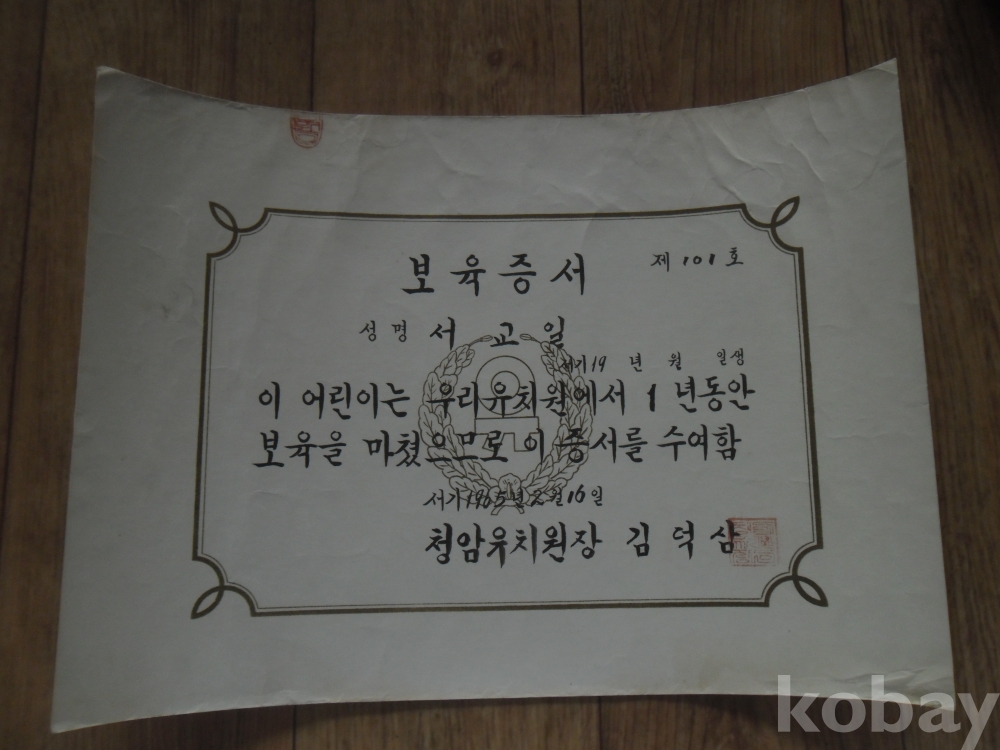 보육증서
제 101 호
성명 서교일
서기 19 년 월 일생
이 어린이는 우리유치원에서 1 년동안
보육을 마쳤으므로 이 증서를 수여함
서기 1965년 2월 16일
청암유치원장 김덕삼
kobay